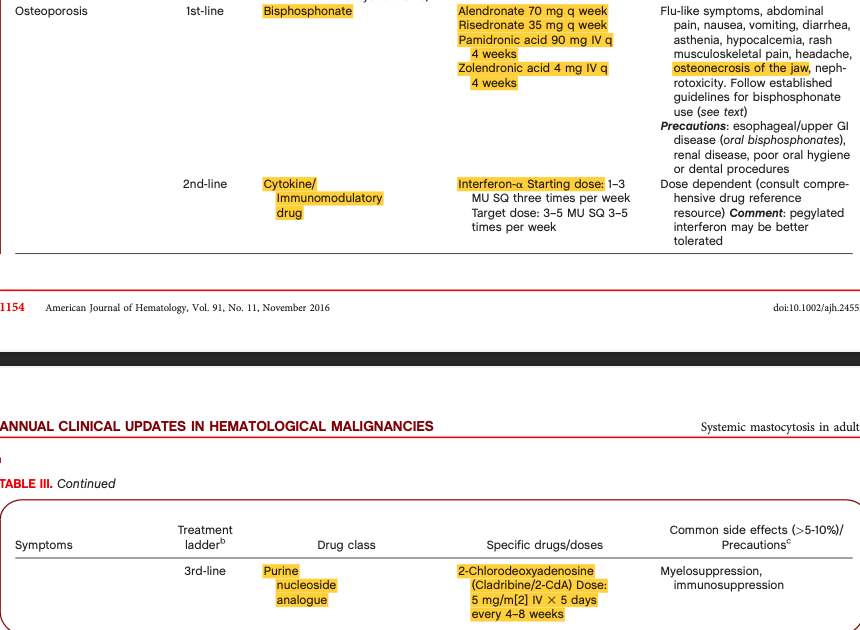 Osteoporosis 1st-line Bisphosphonate Alendronate 70 mg q week Flu-like symptoms, abdominal
Risedronate 35 mg q week pain, nausea, vomiting, diarrhea,
Pamidronic acid 90 mg IV q asthenia, hypocalcemia, rash
4 weeks musculoskeletal pain, headache,
Zolendronic acid 4 mg IV q osteonecrosis of the jaw, neph-
4 weeks rotoxicity. Follow established
guidelines for bisphosphonate
use (see text)
Precautions: esophageal/upper GI
disease (oral bisphosphonates),
renal disease, poor oral hygiene
or dental procedures
2nd-line Cytokine/ Interferon-α Starting dose: 1–3 Dose dependent (consult compre-
Immunomodulatory MU SQ three times per week hensive drug reference
drug Target dose: 3–5 MU SQ 3–5 resource) Comment: pegylated
times per week interferon may be better
tolerated
1154 American Journal of Hematology, Vol. 91, No. 11, November 2016 doi:10.1002/ajh.2455
ANNUAL CLINICAL UPDATES IN HEMATOLOGICAL MALIGNANCIES Systemic mastocytosis in adult
TABLE III. Continued
Treatment Common side effects (>5-10%)/
Symptoms ladderb Drug class Specific drugs/doses Precautionsc
3rd-line Purine 2-Chlorodeoxyadenosine Myelosuppression,
nucleoside (Cladribine/2-CdA) Dose: immunosuppression
analogue 5 mg/m[2] IV × 5 days
every 4–8 weeks